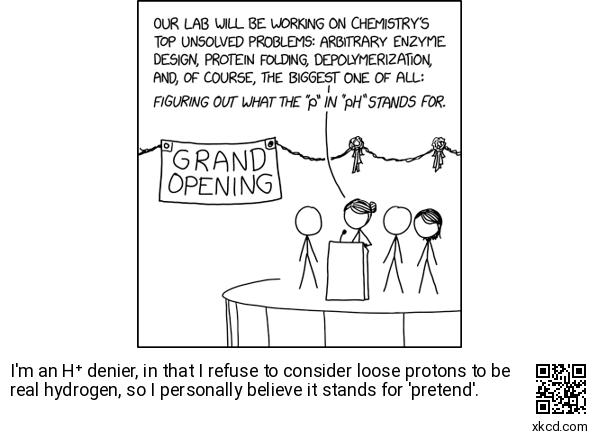 OUR LAB WILL BE WORKING ON CHEMISTRY'S
TOP UNSOLVED PROBLEMS: ARBITRARY ENZYME
DESIGN, PROTEIN FOLDING, DEPOLYMERIZATION,
AND, OF COURSE, THE BIGGEST ONE OF ALL:
FIGURING OUT WHAT THE "p" IN "pH" STANDS FOR.
GRAND
OPENING
I'm an H⁺ denier, in that I refuse to consider loose protons to be
real hydrogen, so I personally believe it stands for 'pretend'.
xkcd.com